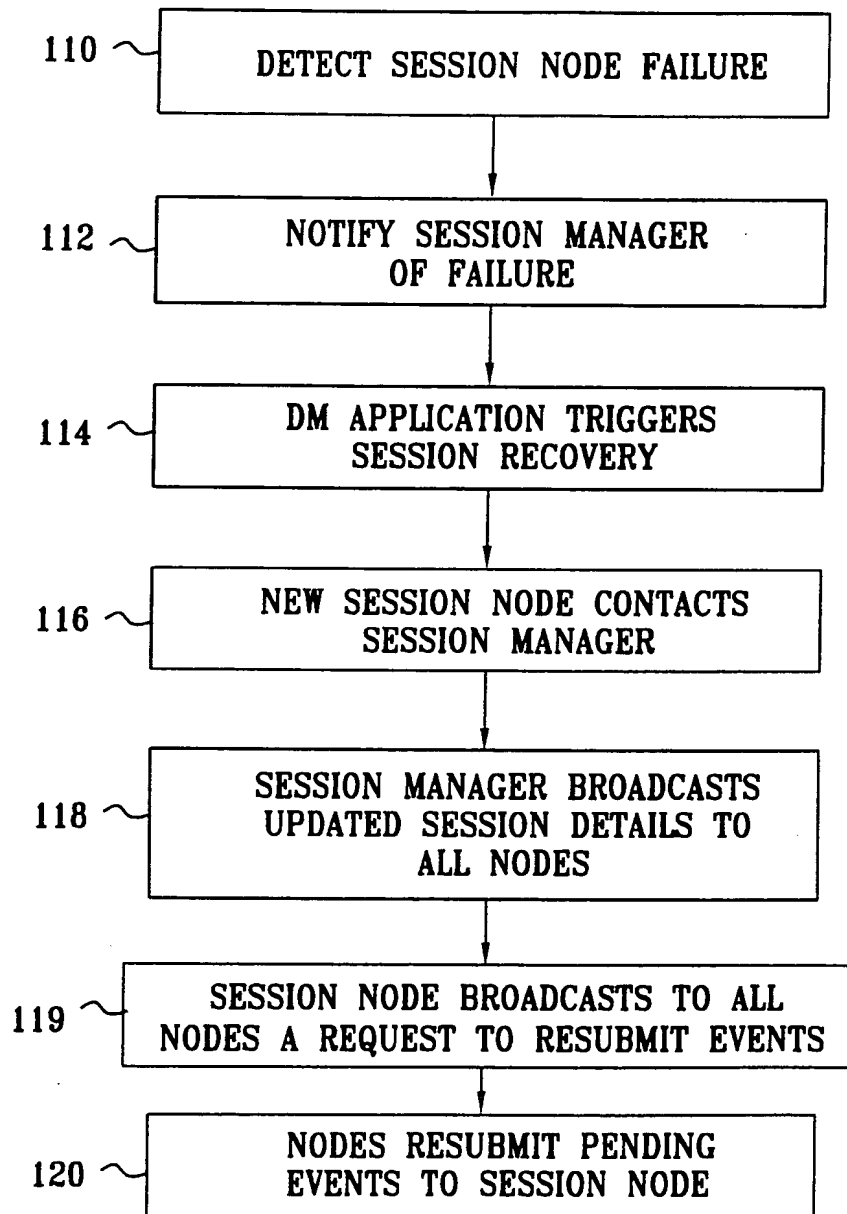 110
DETECT SESSION NODE FAILURE
112
NOTIFY SESSION MANAGER
OF FAILURE
114
DM APPLICATION TRIGGERS
SESSION RECOVERY
116
NEW SESSION NODE CONTACTS
SESSION MANAGER
118
SESSION MANAGER BROADCASTS
UPDATED SESSION DETAILS TO
ALL NODES
119
SESSION NODE BROADCASTS TO ALL
NODES A REQUEST TO RESUBMIT EVENTS
120
NODES RESUBMIT PENDING
EVENTS TO SESSION NODE